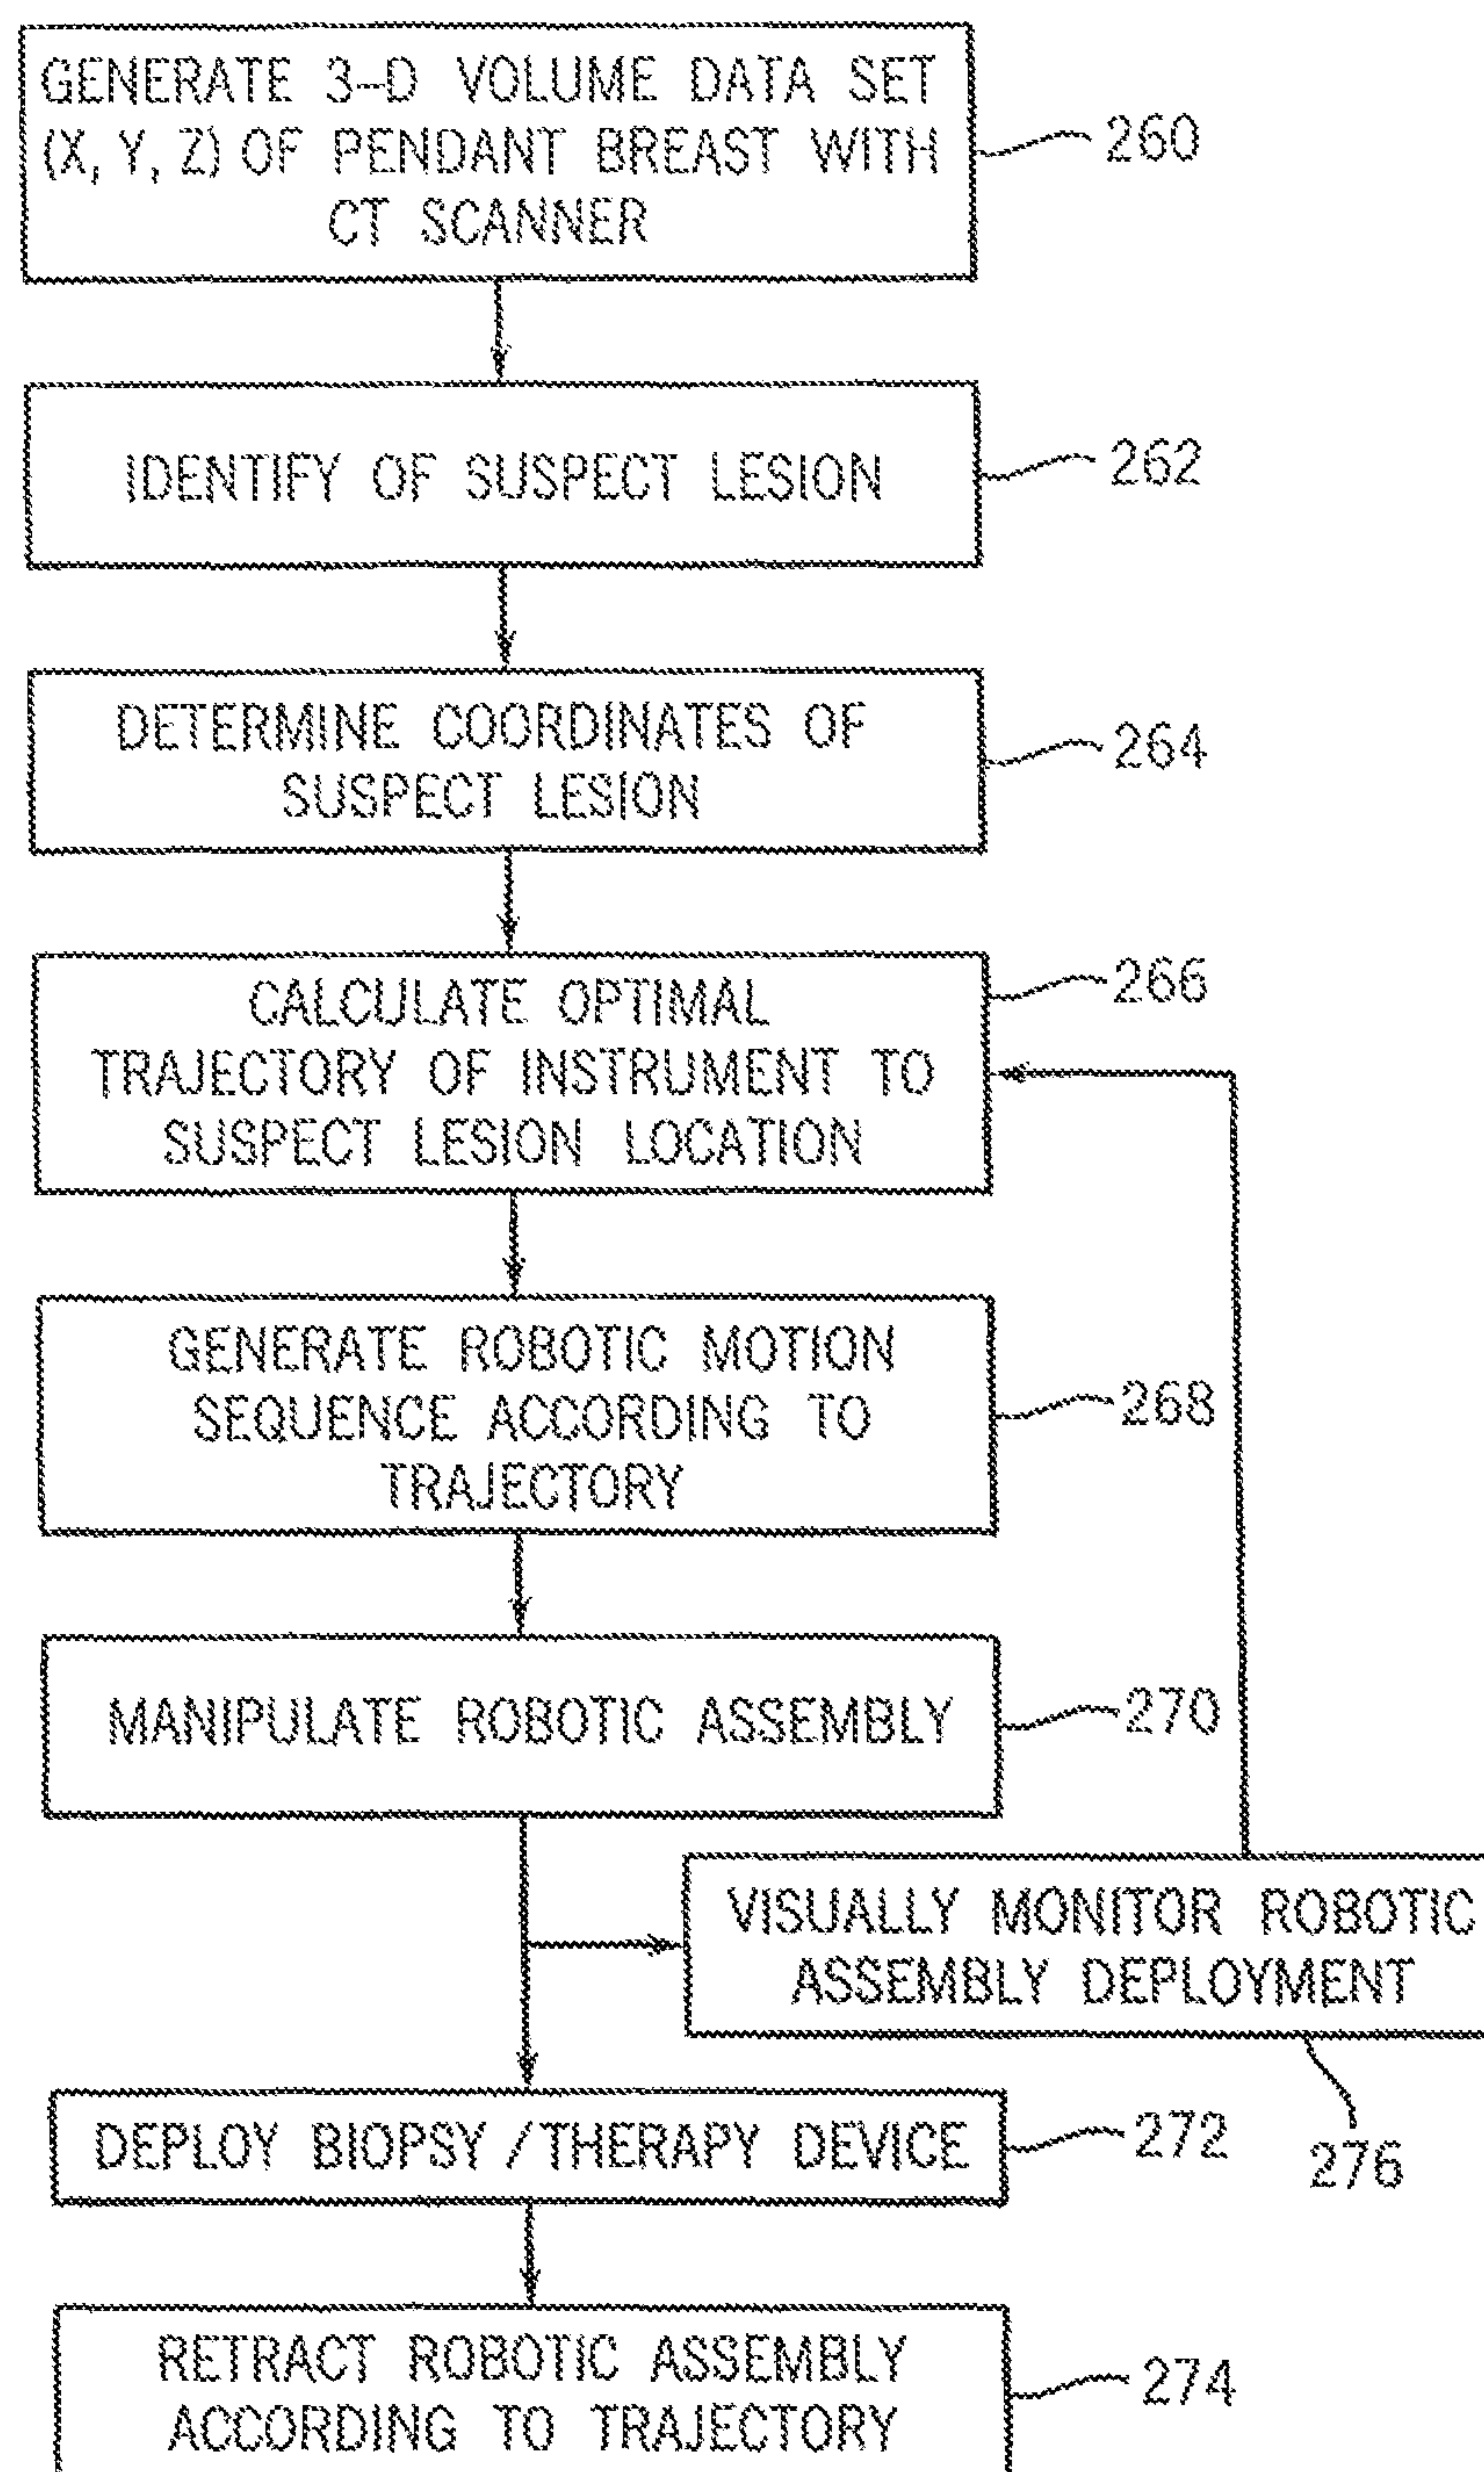 GENERATE 3-D VOLUME DATA SET
(X, Y, Z) OF PENDANT BREAST WITH
CT SCANNER
260
IDENTIFY OF SUSPECT LESION
262
DETERMINE COORDINATES OF
SUSPECT LESION
264
CALCULATE OPTIMAL
TRAJECTORY OF INSTRUMENT TO
SUSPECT LESION LOCATION
266
GENERATE ROBOTIC MOTION
SEQUENCE ACCORDING TO
TRAJECTORY
268
MANIPULATE ROBOTIC ASSEMBLY
270
VISUALLY MONITOR ROBOTIC
ASSEMBLY DEPLOYMENT
276
DEPLOY BIOPSY/THERAPY DEVICE
272
RETRACT ROBOTIC ASSEMBLY
ACCORDING TO TRAJECTORY
274